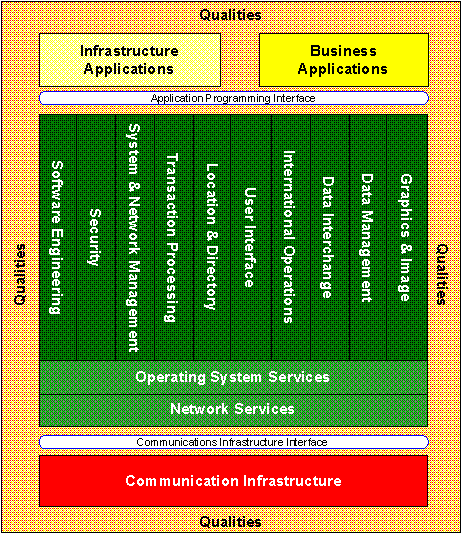 Qualities
Infrastructure
Applications
Business
Applications
Application Programming Interface
Qualities
Software Engineering
Security
System & Network Management
Transaction Processing
Location & Directory
User Interface
International Operations
Data Interchange
Data Management
Graphics & Image
Qualities
Operating System Services
Network Services
Communications Infrastructure Interface
Communication Infrastructure
Qualities